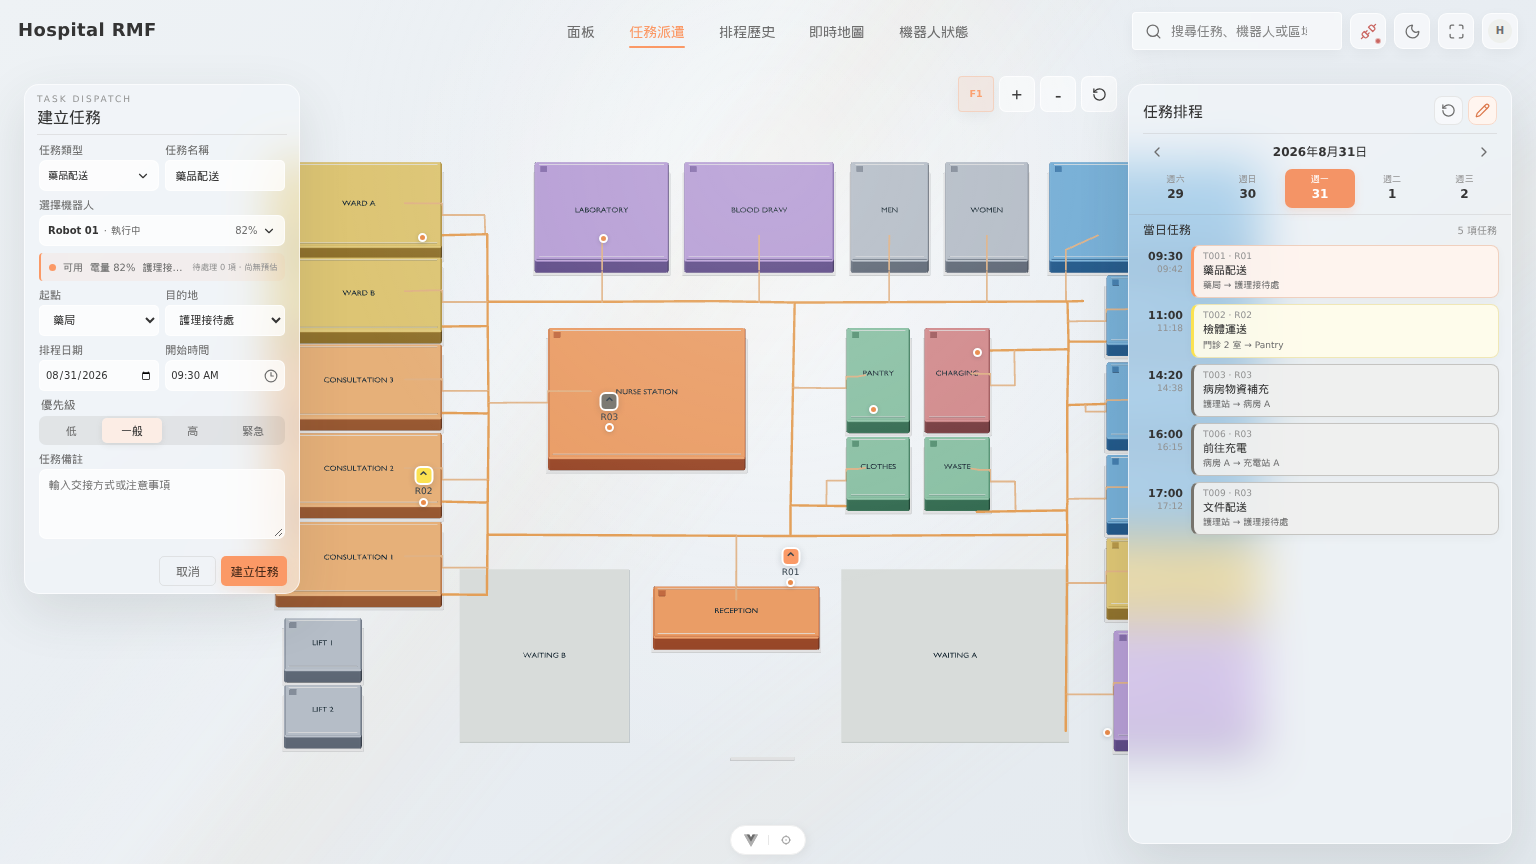 Hospital RMF
面板
任務派遣
排程歷史
即時地圖
機器人狀態
搜尋任務、機器人或區
H
TASK DISPATCH
建立任務
任務類型
任務名稱
藥品配送
藥品配送
選擇機器人
Robot 01 · 執行中
82%
可用 電量 82% 護理接... 待處理 0 項 · 尚無預估
起點
目的地
藥局
護理接待處
排程日期
開始時間
08/31/2026
09:30 AM
優先級
低
一般
高
緊急
任務備註
輸入交接方式或注意事項
取消
建立任務
F1
+
-
WARD A
WARD B
CONSULTATION 3
CONSULTATION 2
CONSULTATION 1
LIFT 1
LIFT 2
LABORATORY
BLOOD DRAW
MEN
WOMEN
NURSE STATION
R03
R02
PANTRY
CHARGING
CLOTHES
WASTE
R01
RECEPTION
WAITING B
WAITING A
任務排程
2026年8月31日
週六
29
週日
30
週一
31
週二
1
週三
2
當日任務
5 項任務
09:30
09:42
T001 · R01
藥品配送
藥局 → 護理接待處
11:00
11:18
T002 · R02
檢體運送
門診 2 室 → Pantry
14:20
14:38
T003 · R03
病房物資補充
護理站 → 病房 A
16:00
16:15
T006 · R03
前往充電
病房 A → 充電站 A
17:00
17:12
T009 · R03
文件配送
護理站 → 護理接待處